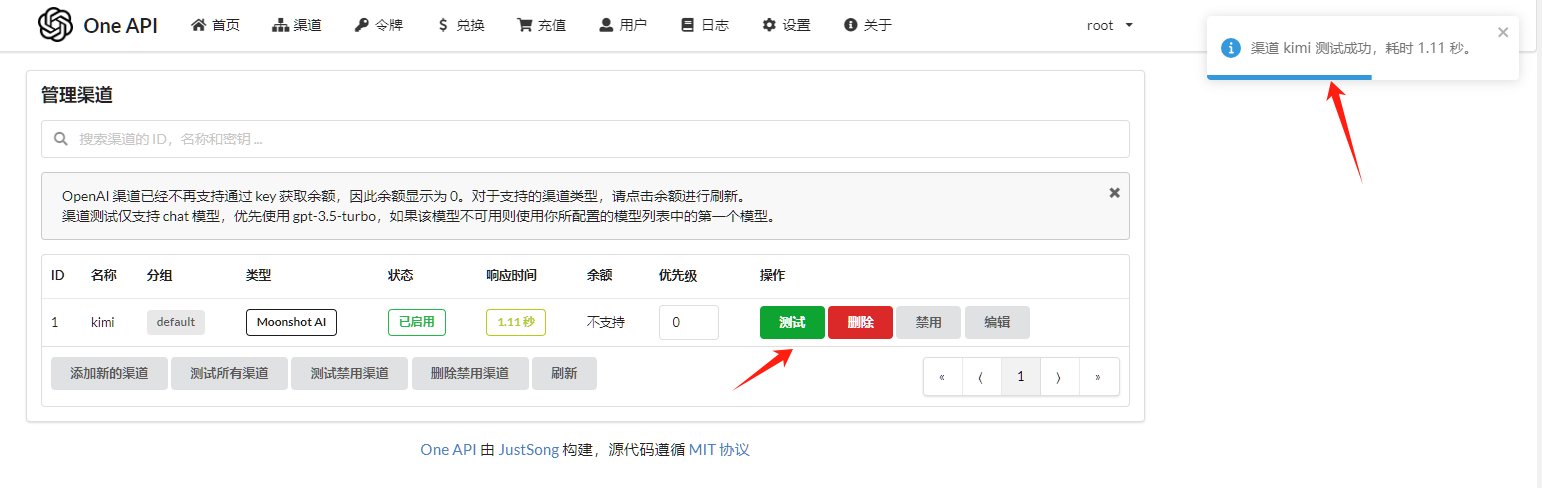 One API 首页 渠道 令牌 兑换 充值 用户 日志 设置 关于 root
渠道 kimi 测试成功，耗时 1.11 秒。
管理渠道
搜索渠道的 ID，名称和密钥 ...
OpenAI 渠道已经不再支持通过 key 获取余额，因此余额显示为 0。对于支持的渠道类型，请点击余额进行刷新。
渠道测试仅支持 chat 模型，优先使用 gpt-3.5-turbo，如果该模型不可用则使用你所配置的模型列表中的第一个模型。
ID 名称 分组 类型 状态 响应时间 余额 优先级 操作
1 kimi default Moonshot AI 已启用 1.11 秒 不支持 0 测试 删除 禁用 编辑
添加新的渠道 测试所有渠道 测试禁用渠道 删除禁用渠道 刷新 « ⟨ 1 ⟩ »
One API 由 JustSong 构建，源代码遵循 MIT 协议